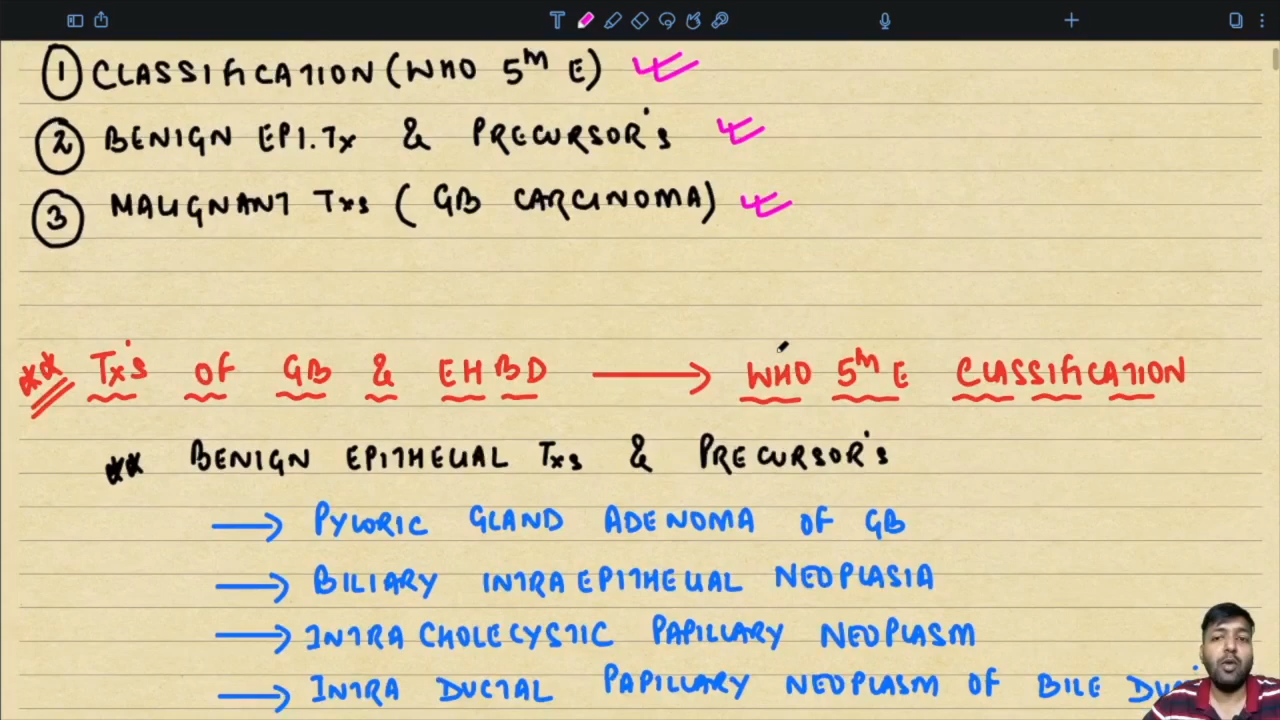 ① CLASSIFICATION (WHO 5th E)
② BENIGN EPI.Tx & PRECURSOR's
③ MALIGNANT Txs ( GB CARCINOMA)
Tx's OF GB & EHBD → WHO 5th E CLASSIFICATION
** BENIGN EPITHELIAL Txs & PRECURSOR's
→ PYLORIC GLAND ADENOMA OF GB
→ BILIARY INTRA EPITHELIAL NEOPLASIA
→ INTRA CHOLECYSTIC PAPILLARY NEOPLASM
→ INTRA DUCTAL PAPILLARY NEOPLASM OF BILE